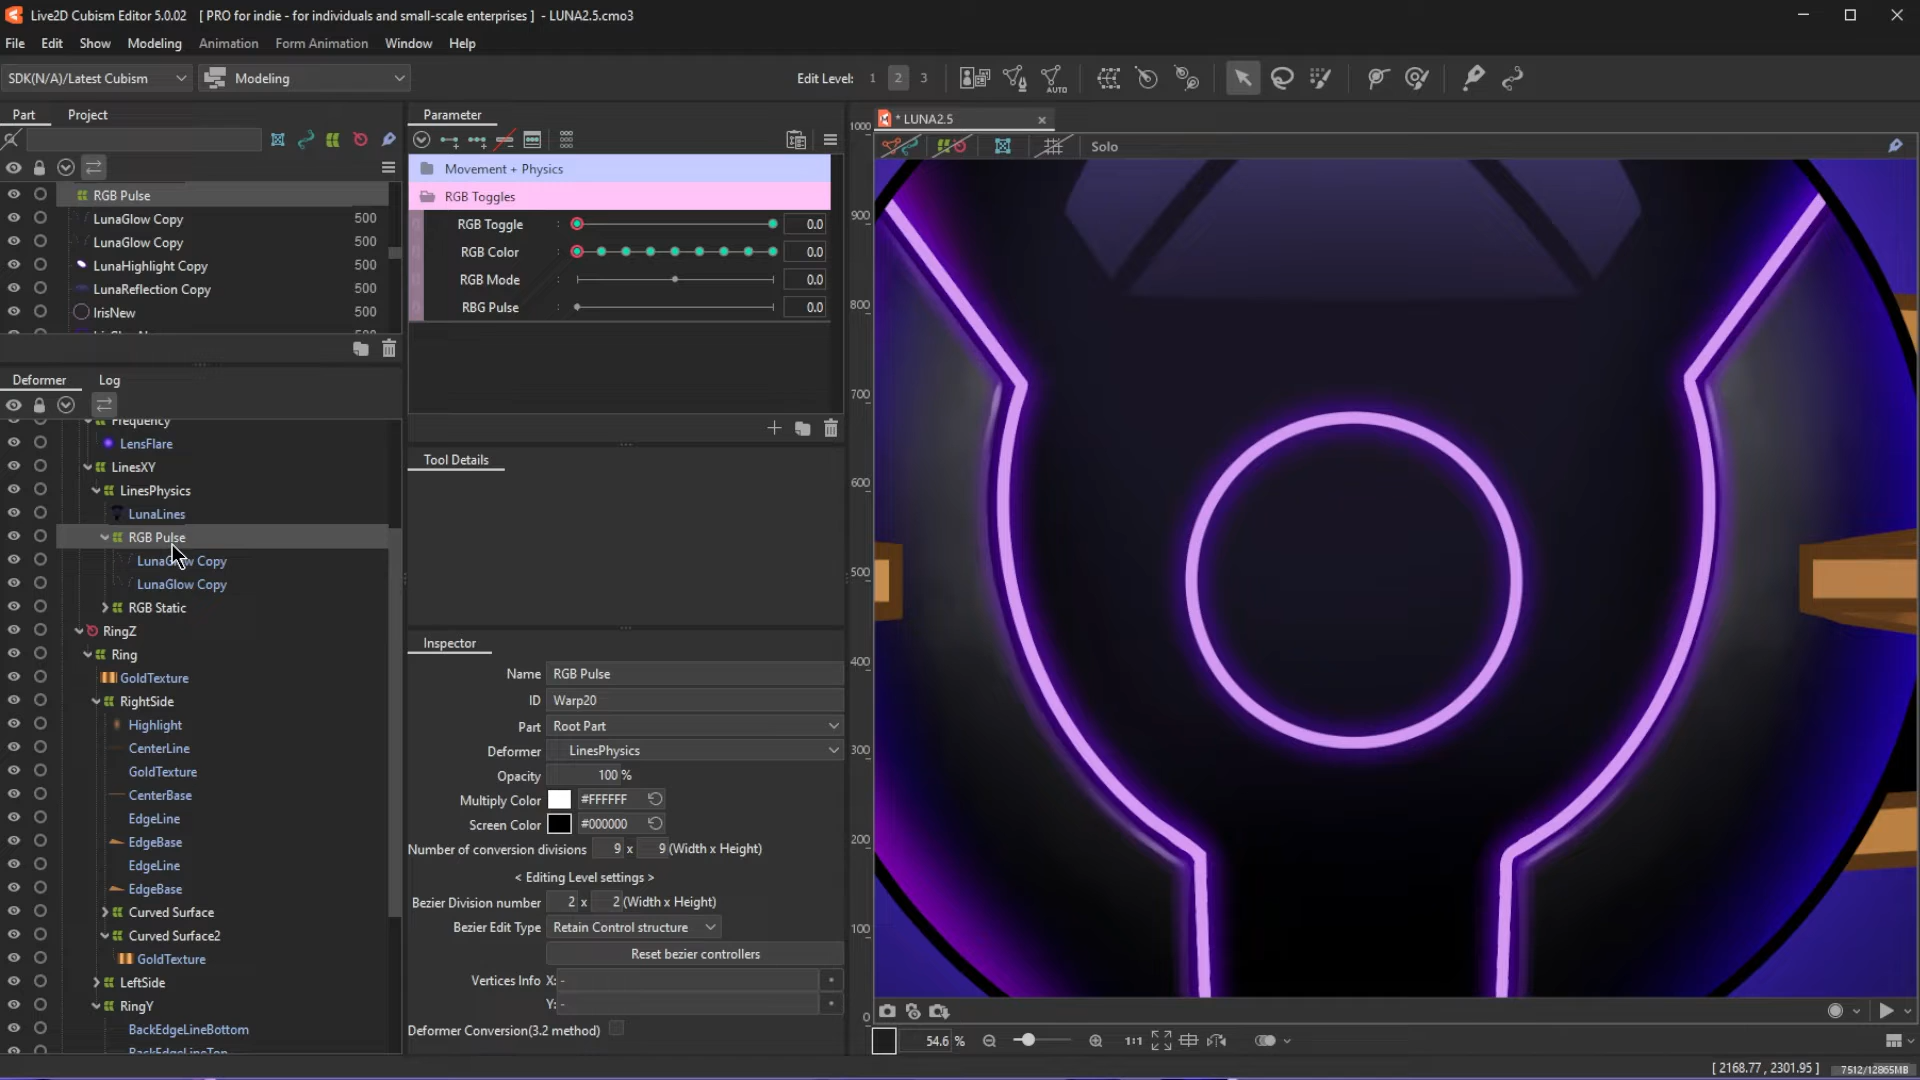 Live2D Cubism Editor 5.0.02 [ PRO for indie - for individuals and small-scale enterprises ] - LUNA2.5.cmo3
File Edit Show Modeling Animation Form Animation Window Help
SDK(N/A)/Latest Cubism Modeling Edit Level: 1 2 3 AUTO
Part Project
RGB Pulse
LunaGlow Copy 500
LunaGlow Copy 500
LunaHighlight Copy 500
LunaReflection Copy 500
IrisNew 500
Deformer Log
Frequency
LensFlare
LinesXY
LinesPhysics
LunaLines
RGB Pulse
LunaGlow Copy
LunaGlow Copy
RGB Static
RingZ
Ring
GoldTexture
RightSide
Highlight
CenterLine
GoldTexture
CenterBase
EdgeLine
EdgeBase
EdgeLine
EdgeBase
Curved Surface
Curved Surface2
GoldTexture
LeftSide
RingY
BackEdgeLineBottom
BackEdgeLineTop
Parameter
Movement + Physics
RGB Toggles
RGB Toggle : 0.0
RGB Color : 0.0
RGB Mode : 0.0
RBG Pulse : 0.0
Tool Details
Inspector
Name RGB Pulse
ID Warp20
Part Root Part
Deformer LinesPhysics
Opacity 100 %
Multiply Color #FFFFFF
Screen Color #000000
Number of conversion divisions 9 x 9 (Width x Height)
< Editing Level settings >
Bezier Division number 2 x 2 (Width x Height)
Bezier Edit Type Retain Control structure
Reset bezier controllers
Vertices Info X: -
Y: -
Deformer Conversion(3.2 method)
* LUNA2.5
Solo
1000
900
800
700
600
500
400
300
200
100
0
54.6 % 1:1
[ 2168.77 , 2301.95 ] 7512/12865MB